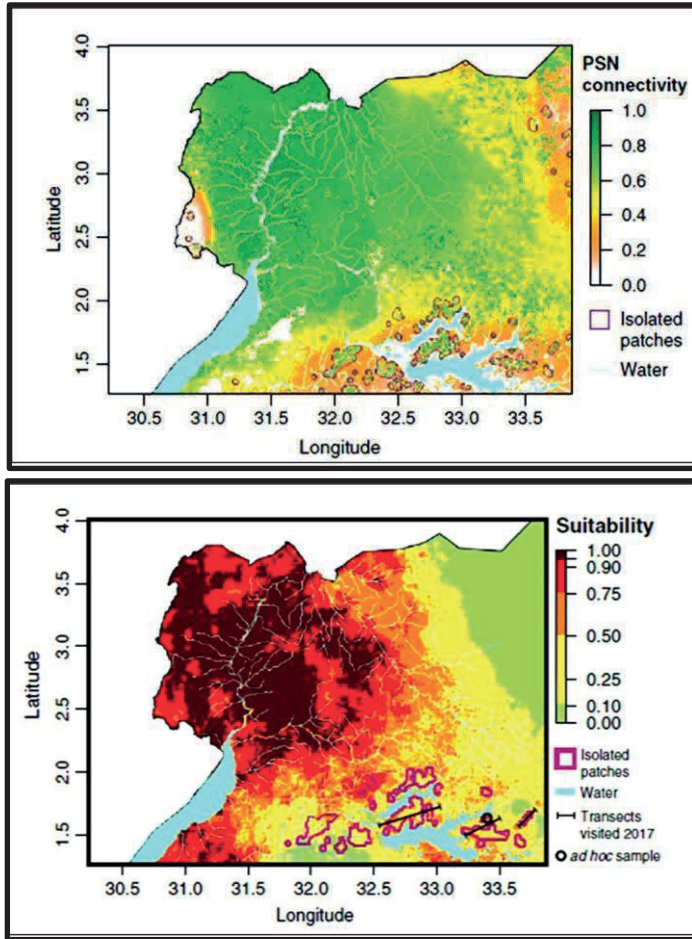 4.0
3.5
3.0
2.5
2.0
1.5
Latitude
30.5 31.0 31.5 32.0 32.5 33.0 33.5
Longitude
PSN
connectivity
1.0
0.8
0.6
0.4
0.2
0.0
Isolated
patches
Water
4.0
3.5
3.0
2.5
2.0
1.5
Latitude
30.5 31.0 31.5 32.0 32.5 33.0 33.5
Longitude
Suitability
1.00
0.90
0.75
0.50
0.25
0.10
0.00
Isolated
patches
Water
Transects
visited 2017
ad hoc sample